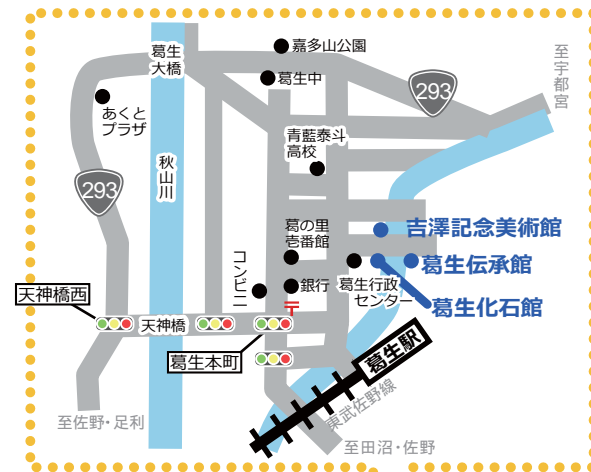 嘉多山公園
葛生
大橋
葛生中
至宇都宮
293
あくと
プラザ
青藍泰斗
高校
秋山川
293
吉澤記念美術館
葛の里
壱番館
コンビニ
葛生伝承館
銀行
葛生行政
センター
〒
葛生化石館
天神橋西
天神橋
葛生本町
葛生駅
東武佐野線
至佐野・足利
至田沼・佐野